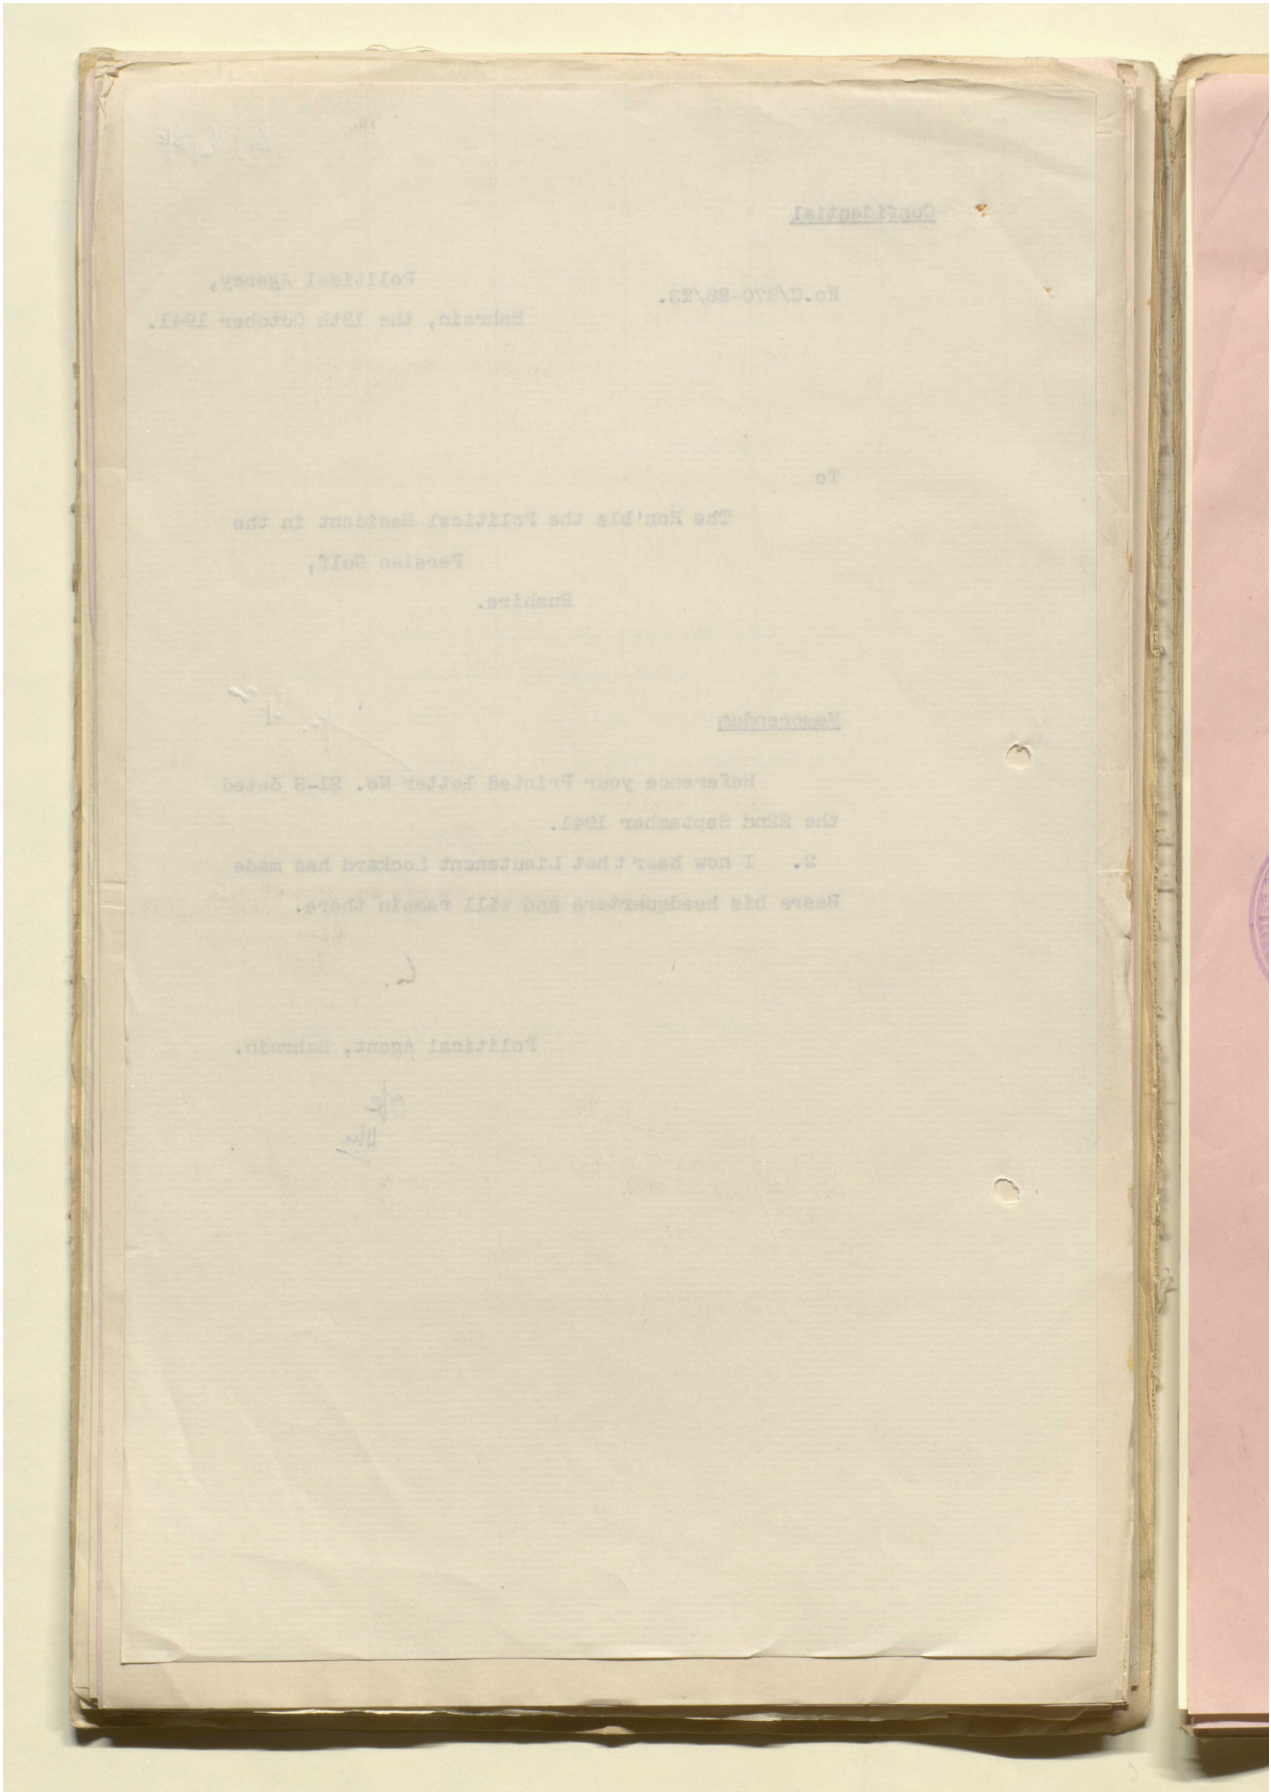 Confidential
No.C/970-28/23.
Political Agency,
Bahrain, the 13th October 1941.
To
The Hon'ble the Political Resident in the
Persian Gulf,
Bushire.
Memorandum
Reference your Printed letter No. 21-S dated
the 22nd September 1941.
2. I now hear that Lieutenant Lockard has made
Basra his headquarters and will remain there.
Political Agent, Bahrain.